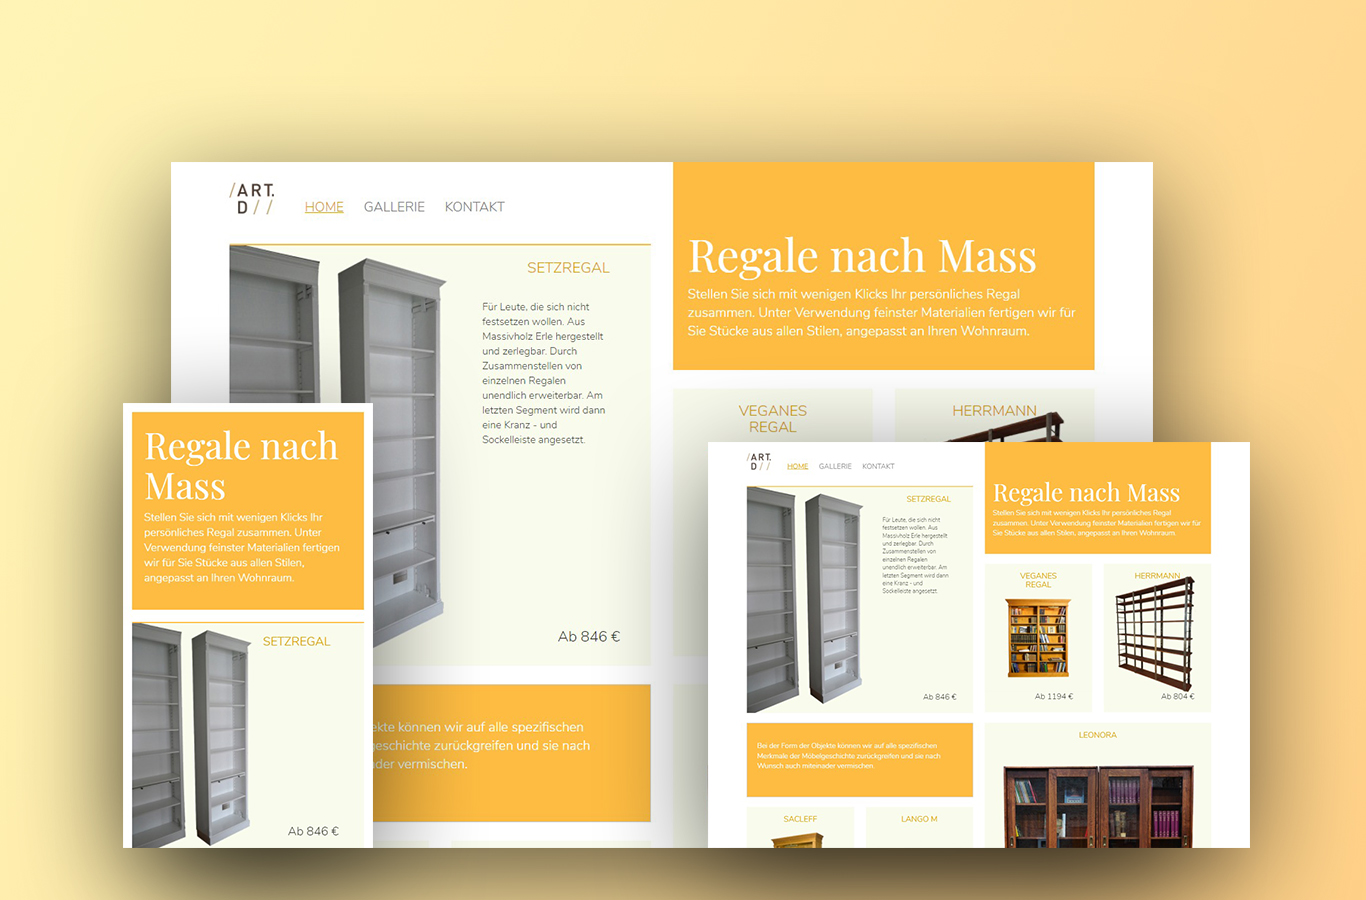 /ART.
D //
HOME GALLERIE KONTAKT
SETZREGAL
Für Leute, die sich nicht
festsetzen wollen. Aus
Massivholz Erle hergestellt
und zerlegbar. Durch
Zusammenstellen von
einzelnen Regalen
unendlich erweiterbar. Am
letzten Segment wird dann
eine Kranz - und
Sockelleiste angesetzt.
Ab 846 €
Regale nach Mass
Stellen Sie sich mit wenigen Klicks Ihr persönliches Regal
zusammen. Unter Verwendung feinster Materialien fertigen wir für
Sie Stücke aus allen Stilen, angepasst an Ihren Wohnraum.
VEGANES
REGAL
HERRMANN
ekte können wir auf alle spezifischen
geschichte zurückgreifen und sie nach
ader vermischen.
Regale nach
Mass
Stellen Sie sich mit wenigen Klicks Ihr
persönliches Regal zusammen. Unter
Verwendung feinster Materialien fertigen
wir für Sie Stücke aus allen Stilen,
angepasst an Ihren Wohnraum.
SETZREGAL
Ab 846 €
/ART.
D //
HOME GALLERIE KONTAKT
SETZREGAL
Für Leute, die sich nicht
festsetzen wollen. Aus
Massivholz Erle hergestellt
und zerlegbar. Durch
Zusammenstellen von
einzelnen Regalen
unendlich erweiterbar. Am
letzten Segment wird dann
eine Kranz - und
Sockelleiste angesetzt.
Ab 846 €
Regale nach Mass
Stellen Sie sich mit wenigen Klicks Ihr persönliches Regal
zusammen. Unter Verwendung feinster Materialien fertigen wir für
Sie Stücke aus allen Stilen, angepasst an Ihren Wohnraum.
VEGANES
REGAL
Ab 1194 €
HERRMANN
Ab 804 €
Bei der Form der Objekte können wir auf alle spezifischen
Merkmale der Möbelgeschichte zurückgreifen und sie nach
Wunsch auch miteinader vermischen.
LEONORA
SACLEFF
LANGO M